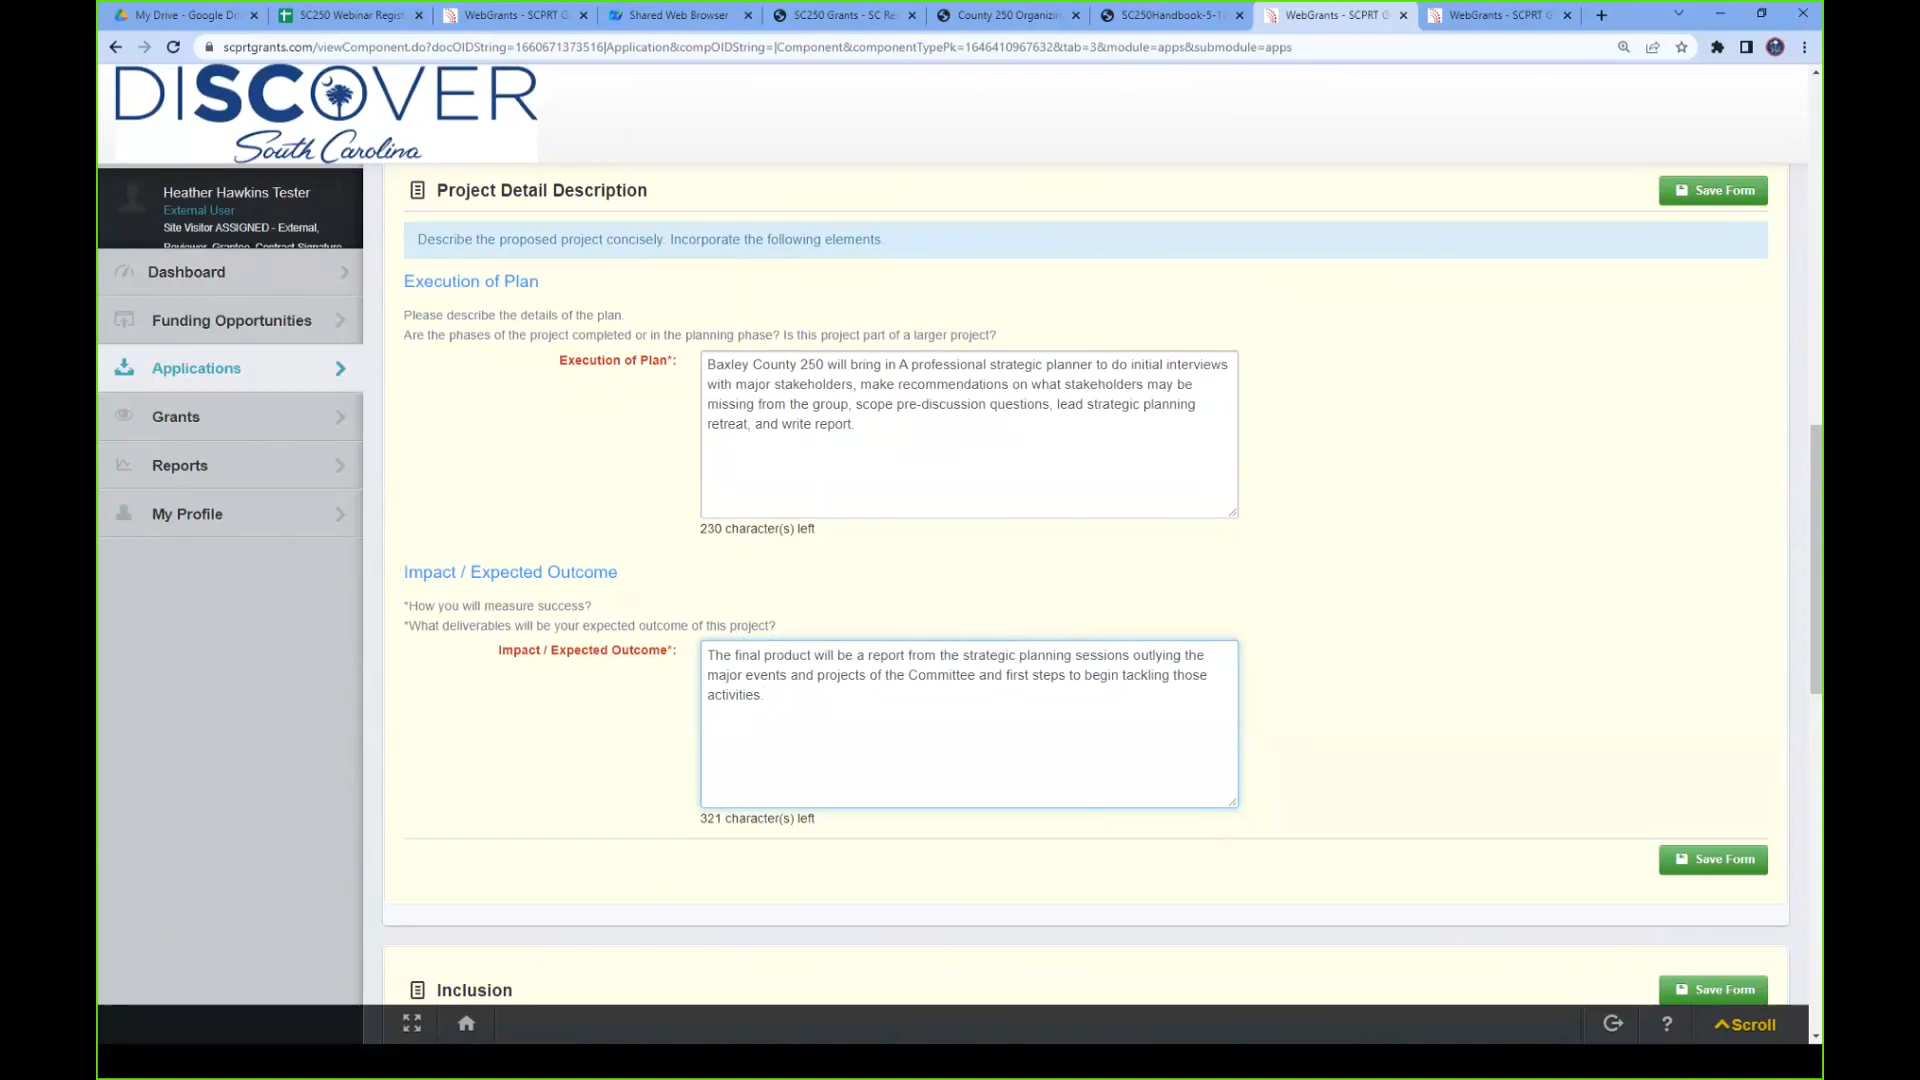 My Drive - Google Dri
SC250 Webinar Regist
WebGrants - SCPRT G
Shared Web Browser
SC250 Grants - SC Re
County 250 Organizin
SC250Handbook-5-1
WebGrants - SCPRT G
WebGrants - SCPRT G
scprtgrants.com/viewComponent.do?docOIDString=1660671373516|Application&compOIDString=|Component&componentTypePk=1646410967632&tab=3&module=apps&submodule=apps
DISCOVER
South Carolina
Heather Hawkins Tester
External User
Site Visitor ASSIGNED - External,
Reviewer, Grantee, Contract Signature
Dashboard
Funding Opportunities
Applications
Grants
Reports
My Profile
Project Detail Description
Save Form
Describe the proposed project concisely. Incorporate the following elements.
Execution of Plan
Please describe the details of the plan.
Are the phases of the project completed or in the planning phase? Is this project part of a larger project?
Execution of Plan*:
Baxley County 250 will bring in A professional strategic planner to do initial interviews
with major stakeholders, make recommendations on what stakeholders may be
missing from the group, scope pre-discussion questions, lead strategic planning
retreat, and write report.
230 character(s) left
Impact / Expected Outcome
*How you will measure success?
*What deliverables will be your expected outcome of this project?
Impact / Expected Outcome*:
The final product will be a report from the strategic planning sessions outlying the
major events and projects of the Committee and first steps to begin tackling those
activities.
321 character(s) left
Save Form
Inclusion
Save Form
?
Scroll